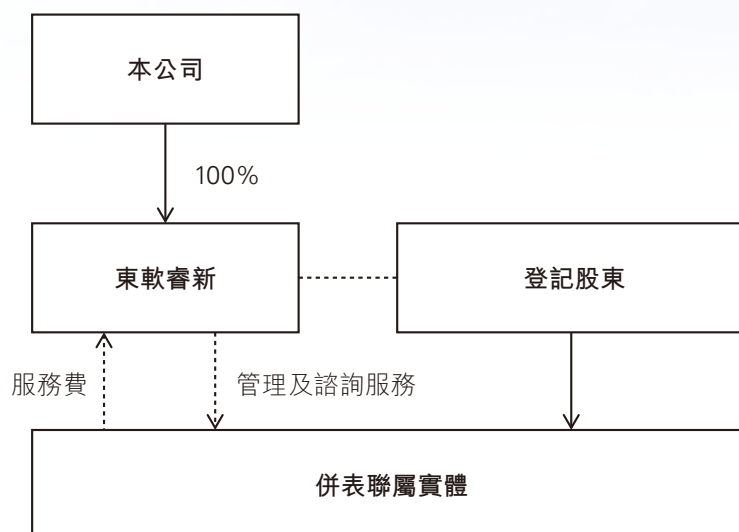 本公司
100%
東軟睿新
登記股東
服務費
管理及諮詢服務
併表聯屬實體